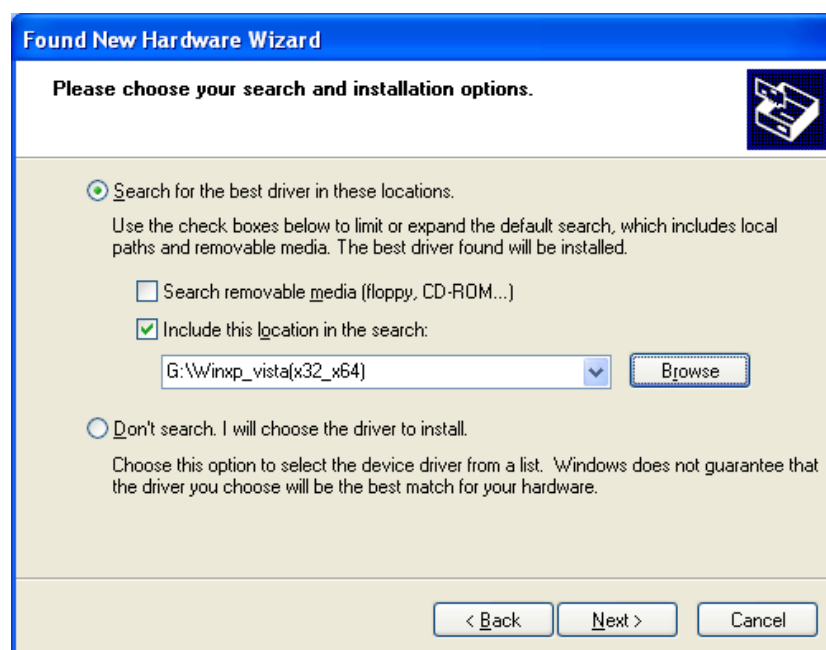 Found New Hardware Wizard
Please choose your search and installation options.
Search for the best driver in these locations.
Use the check boxes below to limit or expand the default search, which includes local
paths and removable media. The best driver found will be installed.
Search removable media (floppy, CD-ROM...)
Include this location in the search:
G:\Winxp_vista(x32_x64)
Browse
Don't search. I will choose the driver to install.
Choose this option to select the device driver from a list. Windows does not guarantee that
the driver you choose will be the best match for your hardware.
< Back Next > Cancel